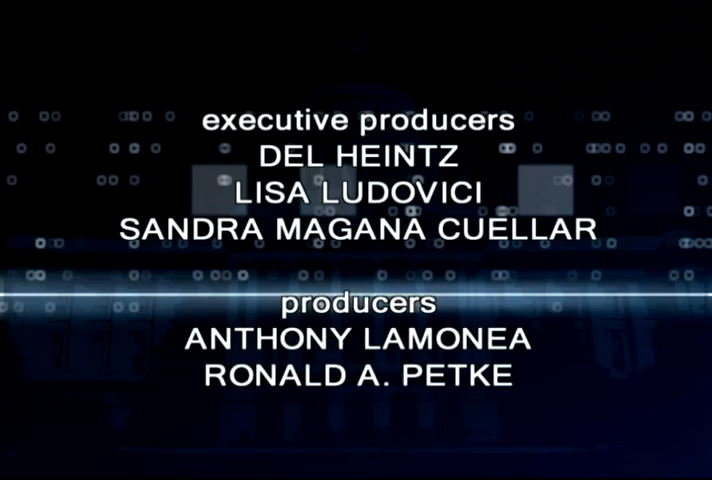 executive producers
DEL HEINTZ
LISA LUDOVICI
SANDRA MAGANA CUELLAR
producers
ANTHONY LAMONEA
RONALD A. PETKE